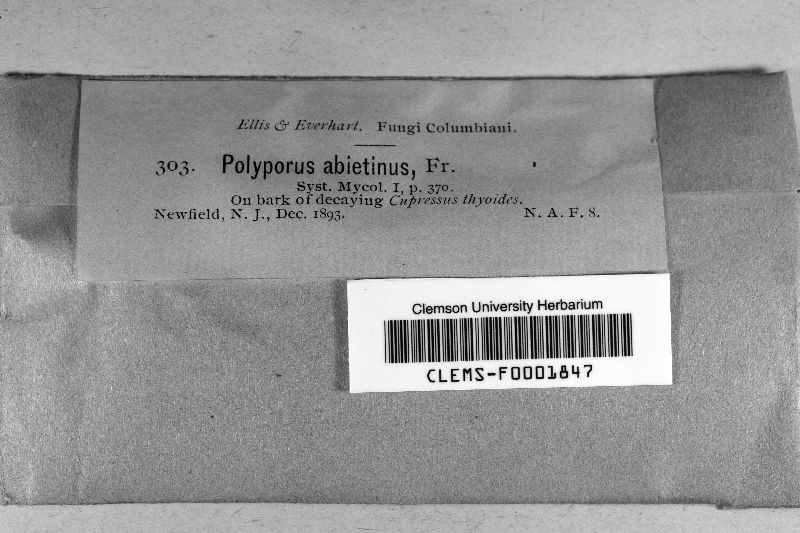 Ellis & Everhart. Fungi Columbiani.
303. Polyporus abietinus, Fr.
Syst. Mycol. I, p. 370.
On bark of decaying Cupressus thyoides.
Newfield, N. J., Dec. 1893. N. A. F. 8.
Clemson University Herbarium
CLEMS-F0001847